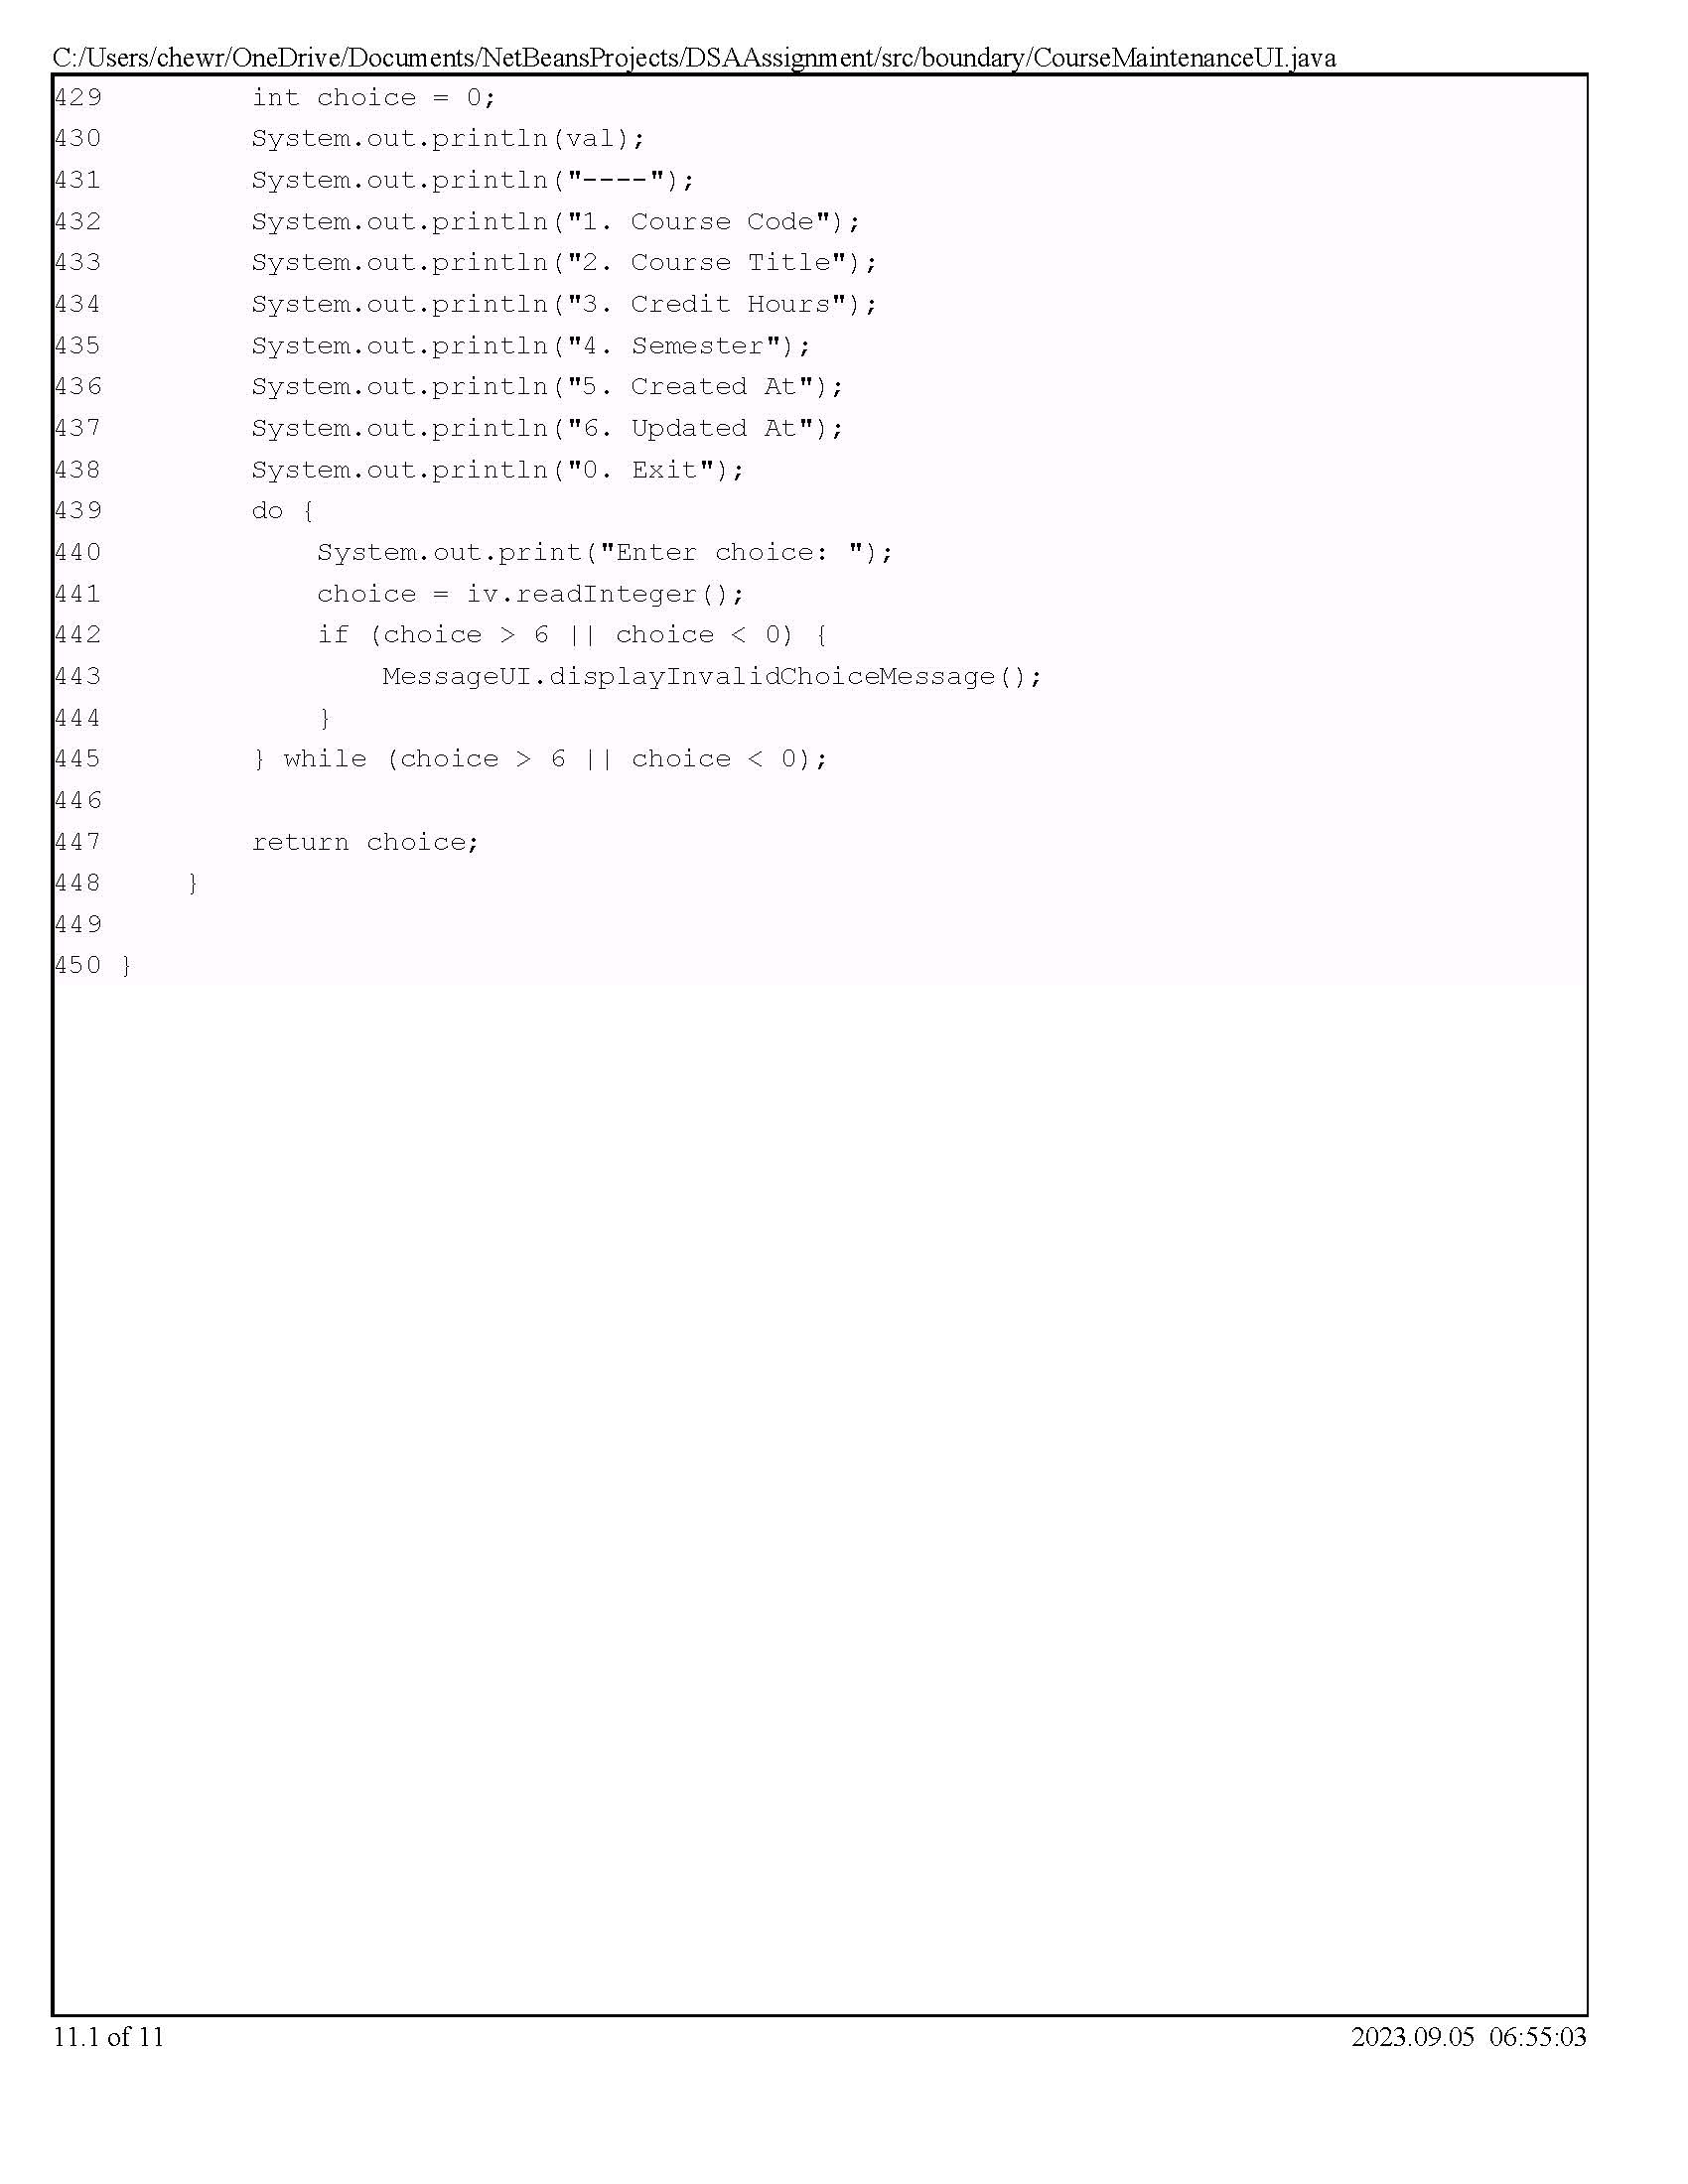 C:/Users/chewr/OneDrive/Documents/NetBeansProjects/DSAAssignment/src/boundary/CourseMaintenanceUI.java
429         int choice = 0;
430         System.out.println(val);
431         System.out.println("----");
432         System.out.println("1. Course Code");
433         System.out.println("2. Course Title");
434         System.out.println("3. Credit Hours");
435         System.out.println("4. Semester");
436         System.out.println("5. Created At");
437         System.out.println("6. Updated At");
438         System.out.println("0. Exit");
439         do {
440             System.out.print("Enter choice: ");
441             choice = iv.readInteger();
442             if (choice > 6 || choice < 0) {
443                 MessageUI.displayInvalidChoiceMessage();
444             }
445         } while (choice > 6 || choice < 0);
446
447         return choice;
448     }
449
450 }
11.1 of 11
2023.09.05 06:55:03